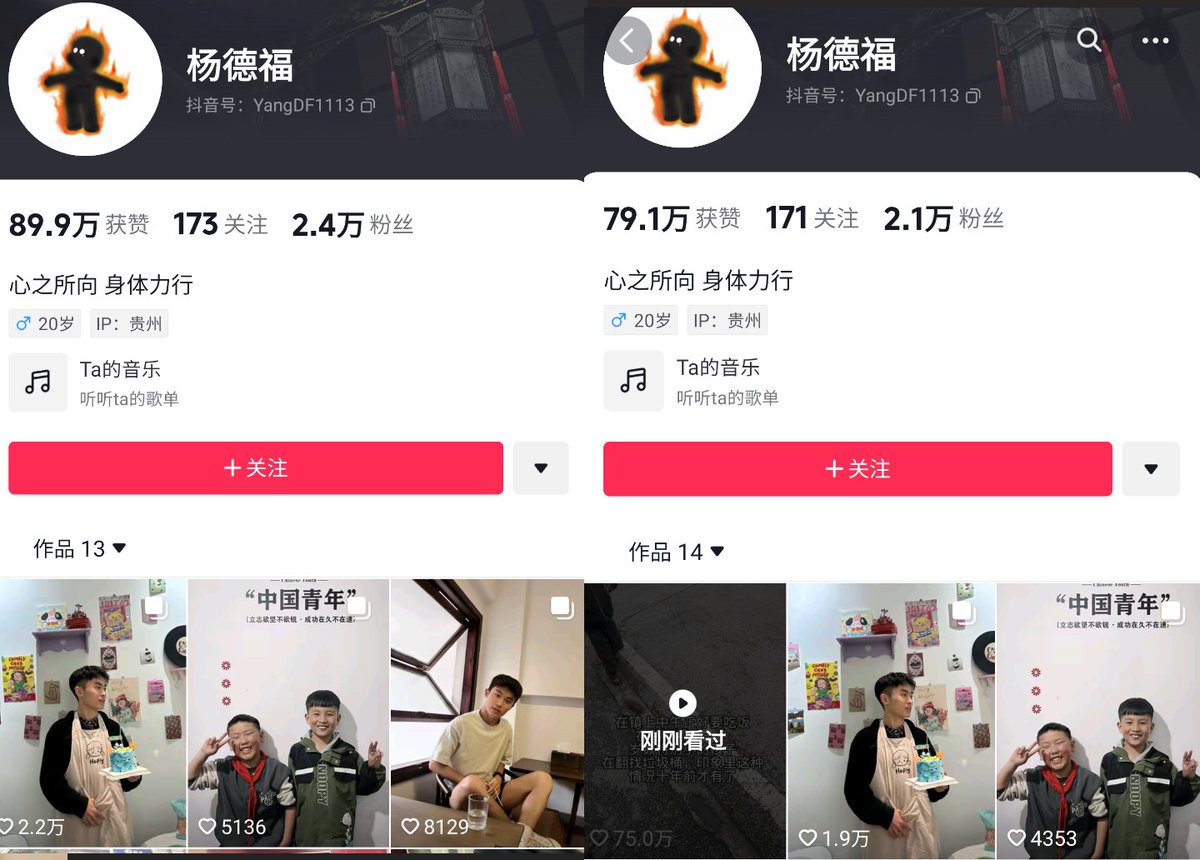 杨德福
抖音号：YangDF1113
89.9万 获赞 173 关注 2.4万 粉丝
心之所向 身体力行
20岁 IP：贵州
Ta的音乐
听听ta的歌单
+关注
作品 13
2.2万
“中国青年”
立志欲坚不欲锐·成功在久不在速
5136
8129
杨德福
抖音号：YangDF1113
79.1万 获赞 171 关注 2.1万 粉丝
心之所向 身体力行
20岁 IP：贵州
Ta的音乐
听听ta的歌单
+关注
作品 14
在镇上中午正好要吃饭
刚刚看过
在翻找垃圾桶，印象里这种
情况十年前才有了
75.0万
1.9万
“中国青年”
立志欲坚不欲锐·成功在久不在速
4353